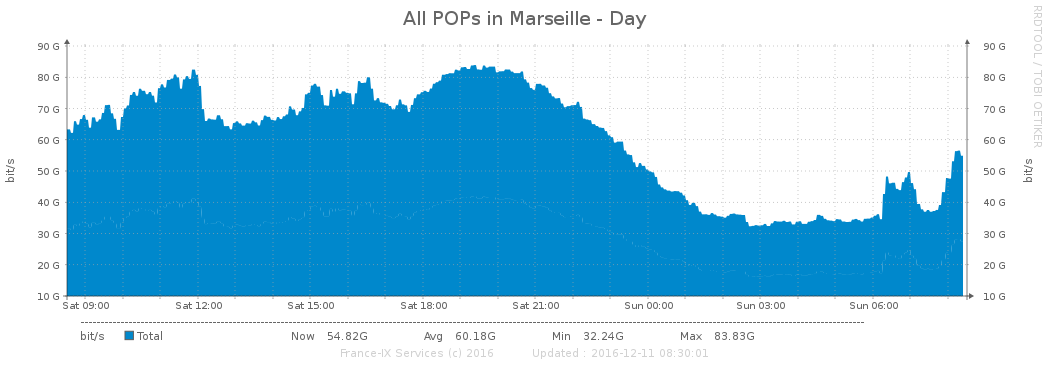 All POPs in Marseille - Day
RRDTOOL / TOBI OETIKER
90 G 90 G
80 G 80 G
70 G 70 G
60 G 60 G
50 G 50 G
40 G 40 G
30 G 30 G
20 G 20 G
10 G 10 G
bit/s bit/s
Sat 09:00 Sat 12:00 Sat 15:00 Sat 18:00 Sat 21:00 Sun 00:00 Sun 03:00 Sun 06:00
bit/s Total Now 54.82G Avg 60.18G Min 32.24G Max 83.83G
France-IX Services (c) 2016 Updated : 2016-12-11 08:30:01